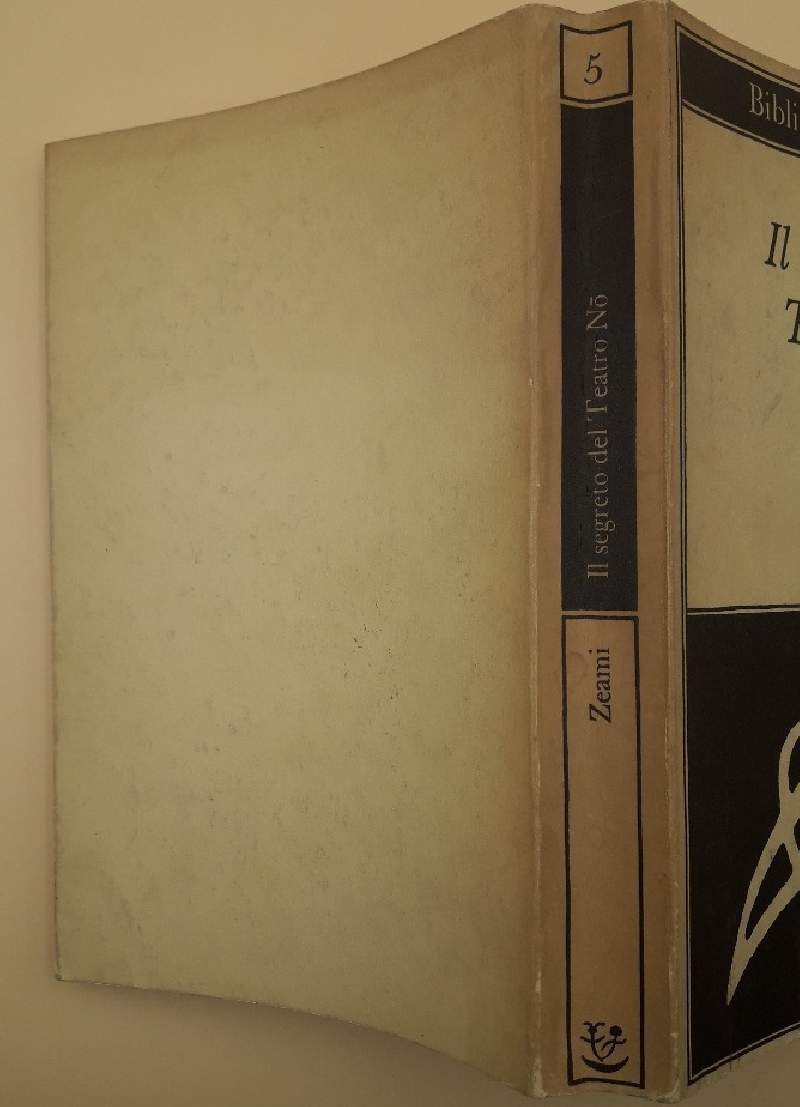 5
Il segreto del Teatro Nō
Zeami
Bibli
Il
T